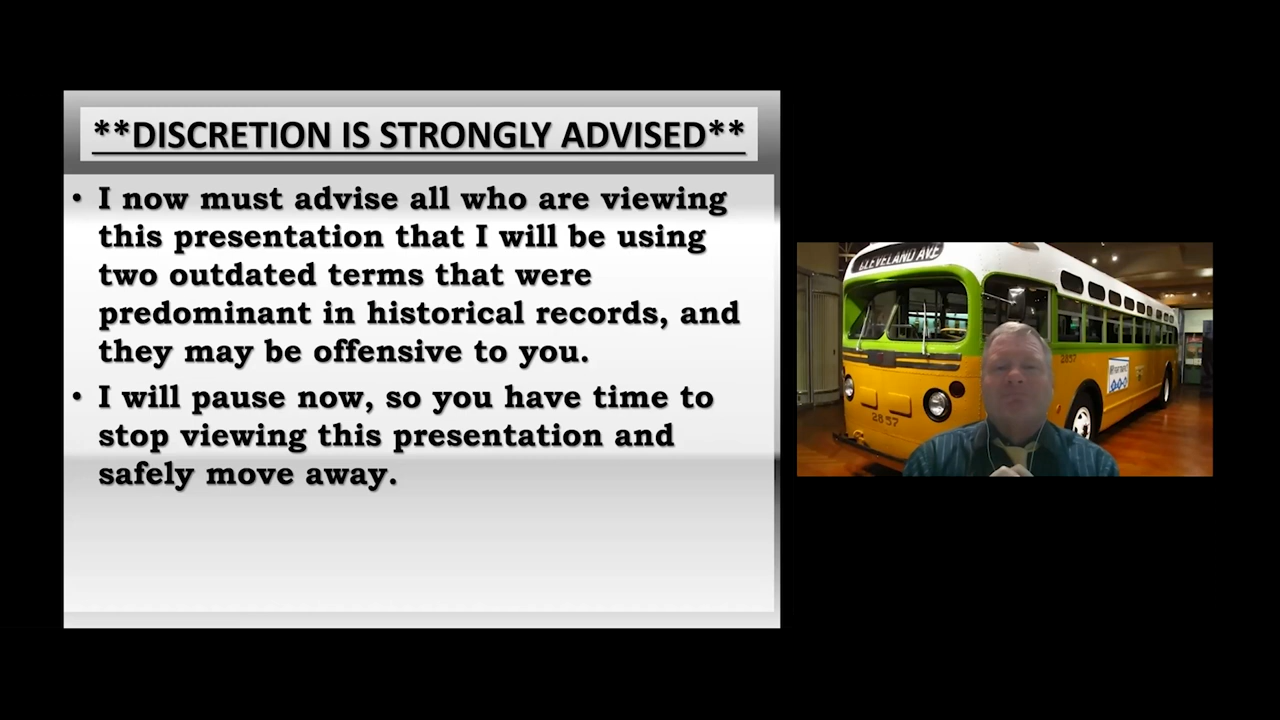 **DISCRETION IS STRONGLY ADVISED**
• I now must advise all who are viewing
this presentation that I will be using
two outdated terms that were
predominant in historical records, and
they may be offensive to you.
• I will pause now, so you have time to
stop viewing this presentation and
safely move away.
CLEVELAND AVE
2857
2857